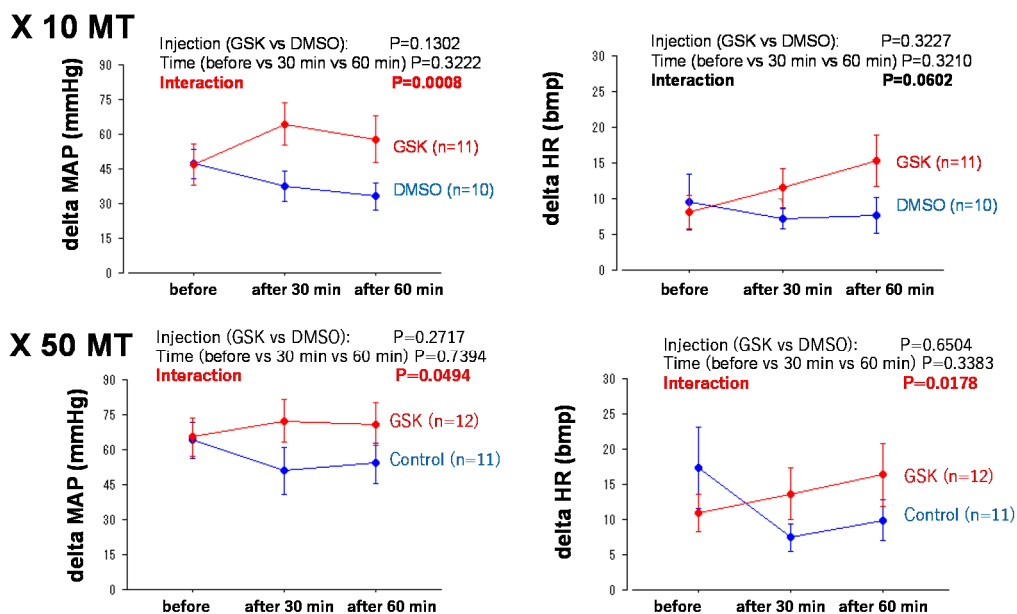 X 10 MT
Injection (GSK vs DMSO): P=0.1302
Time (before vs 30 min vs 60 min) P=0.3222
Interaction P=0.0008
delta MAP (mmHg)
90
75
60
45
30
15
0
GSK (n=11)
DMSO (n=10)
before after 30 min after 60 min
Injection (GSK vs DMSO): P=0.3227
Time (before vs 30 min vs 60 min) P=0.3210
Interaction P=0.0602
delta HR (bmp)
30
25
20
15
10
5
0
GSK (n=11)
DMSO (n=10)
before after 30 min after 60 min
X 50 MT
Injection (GSK vs DMSO): P=0.2717
Time (before vs 30 min vs 60 min) P=0.7394
Interaction P=0.0494
delta MAP (mmHg)
90
75
60
45
30
15
0
GSK (n=12)
Control (n=11)
before after 30 min after 60 min
Injection (GSK vs DMSO): P=0.6504
Time (before vs 30 min vs 60 min) P=0.3383
Interaction P=0.0178
delta HR (bmp)
30
25
20
15
10
5
0
GSK (n=12)
Control (n=11)
before after 30 min after 60 min